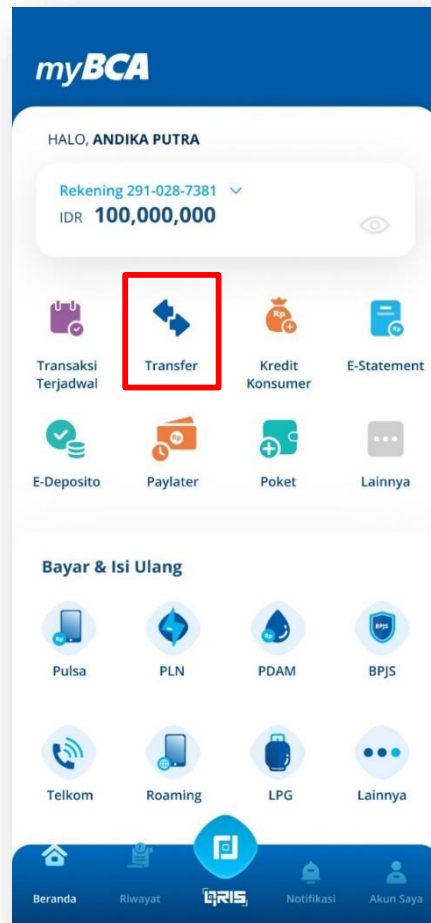 myBCA
HALO, ANDIKA PUTRA
Rekening 291-028-7381
IDR 100,000,000
Transaksi Terjadwal
Transfer
Kredit Konsumer
E-Statement
E-Deposito
Paylater
Poket
Lainnya
Bayar & Isi Ulang
Pulsa
PLN
PDAM
BPJS
BPJS
Telkom
Roaming
LPG
Lainnya
Beranda
Riwayat
QRIS
Notifikasi
Akun Saya